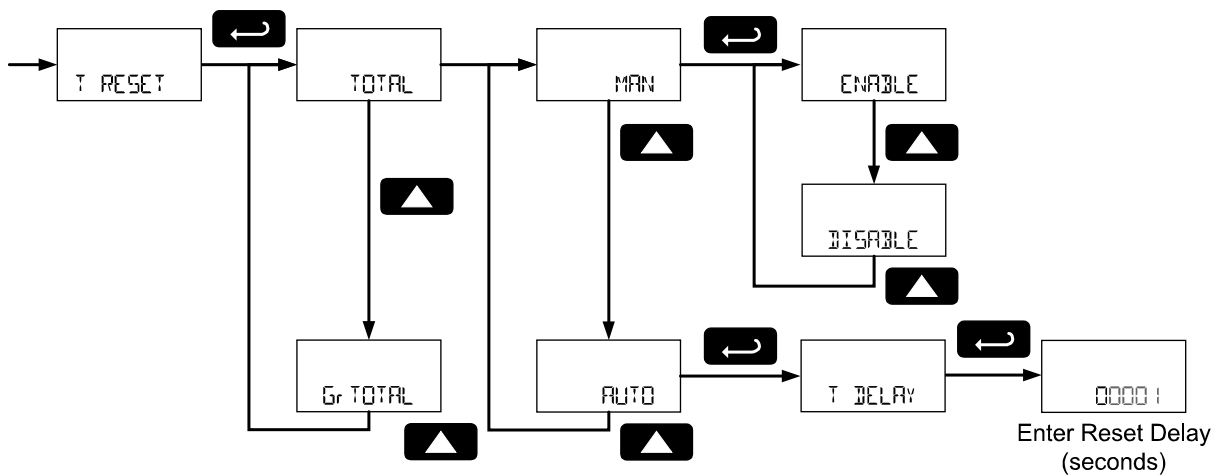 T RESET
TOTAL
MAN
ENABLE
DISABLE
Gr TOTAL
AUTO
T DELAY
00001
Enter Reset Delay
(seconds)